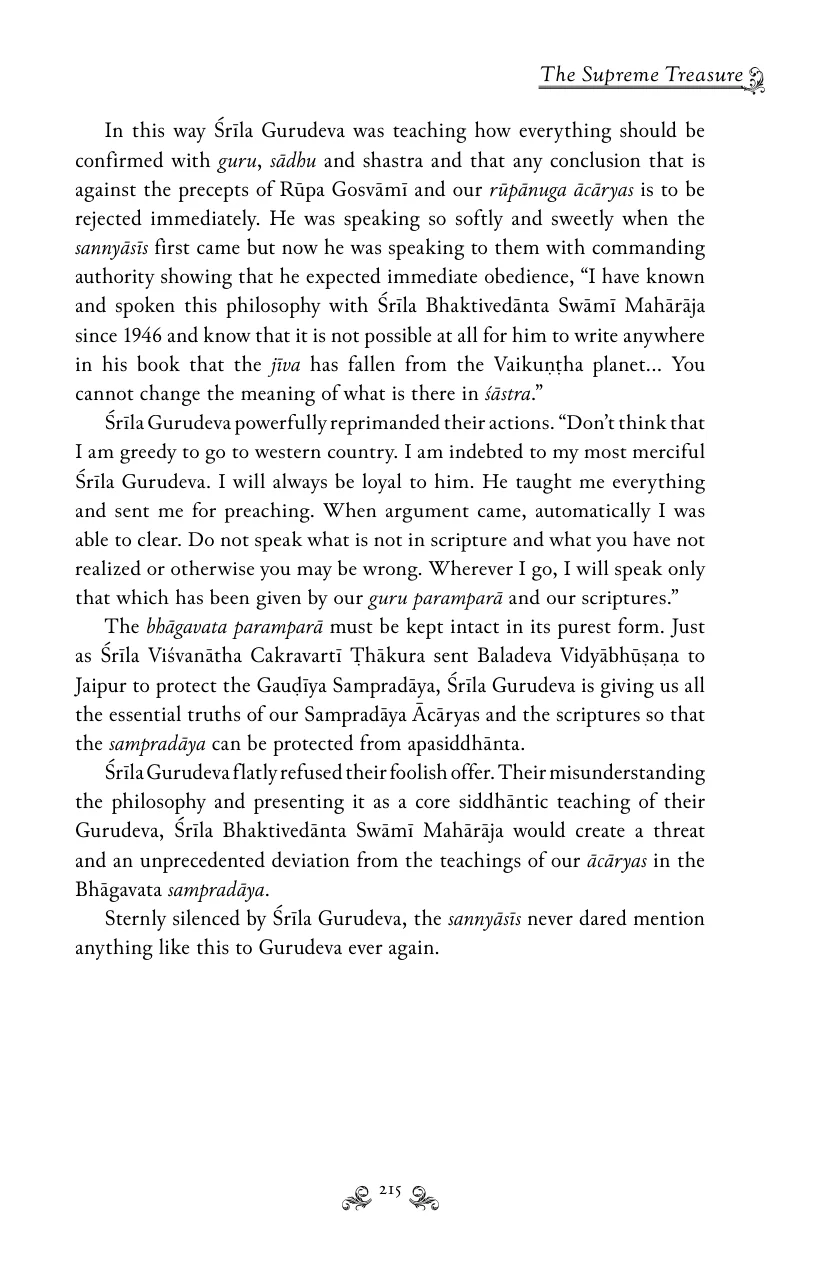 The Supreme Treasure
In this way Śrīla Gurudeva was teaching how everything should be
confirmed with guru, sādhu and shastra and that any conclusion that is
against the precepts of Rūpa Gosvāmī and our rūpānuga ācāryas is to be
rejected immediately. He was speaking so softly and sweetly when the
sannyāsīs first came but now he was speaking to them with commanding
authority showing that he expected immediate obedience, “I have known
and spoken this philosophy with Śrīla Bhaktivedānta Swāmī Mahārāja
since 1946 and know that it is not possible at all for him to write anywhere
in his book that the jīva has fallen from the Vaikuṇṭha planet... You
cannot change the meaning of what is there in śāstra.”
Śrīla Gurudeva powerfully reprimanded their actions. “Don’t think that
I am greedy to go to western country. I am indebted to my most merciful
Śrīla Gurudeva. I will always be loyal to him. He taught me everything
and sent me for preaching. When argument came, automatically I was
able to clear. Do not speak what is not in scripture and what you have not
realized or otherwise you may be wrong. Wherever I go, I will speak only
that which has been given by our guru paramparā and our scriptures.”
The bhāgavata paramparā must be kept intact in its purest form. Just
as Śrīla Viśvanātha Cakravartī Ṭhākura sent Baladeva Vidyābhūṣaṇa to
Jaipur to protect the Gauḍīya Sampradāya, Śrīla Gurudeva is giving us all
the essential truths of our Sampradāya Ācāryas and the scriptures so that
the sampradāya can be protected from apasiddhānta.
Śrīla Gurudeva flatly refused their foolish offer. Their misunderstanding
the philosophy and presenting it as a core siddhāntic teaching of their
Gurudeva, Śrīla Bhaktivedānta Swāmī Mahārāja would create a threat
and an unprecedented deviation from the teachings of our ācāryas in the
Bhāgavata sampradāya.
Sternly silenced by Śrīla Gurudeva, the sannyāsīs never dared mention
anything like this to Gurudeva ever again.
215